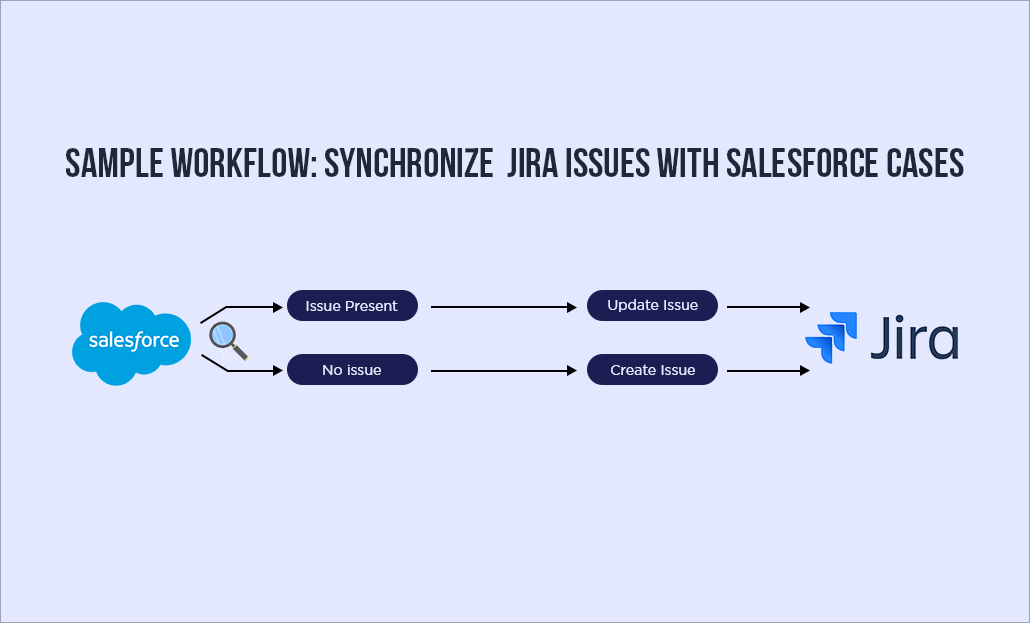 SAMPLE WORKFLOW: SYNCHRONIZE JIRA ISSUES WITH SALESFORCE CASES
salesforce
Issue Present
Update Issue
No issue
Create Issue
Jira